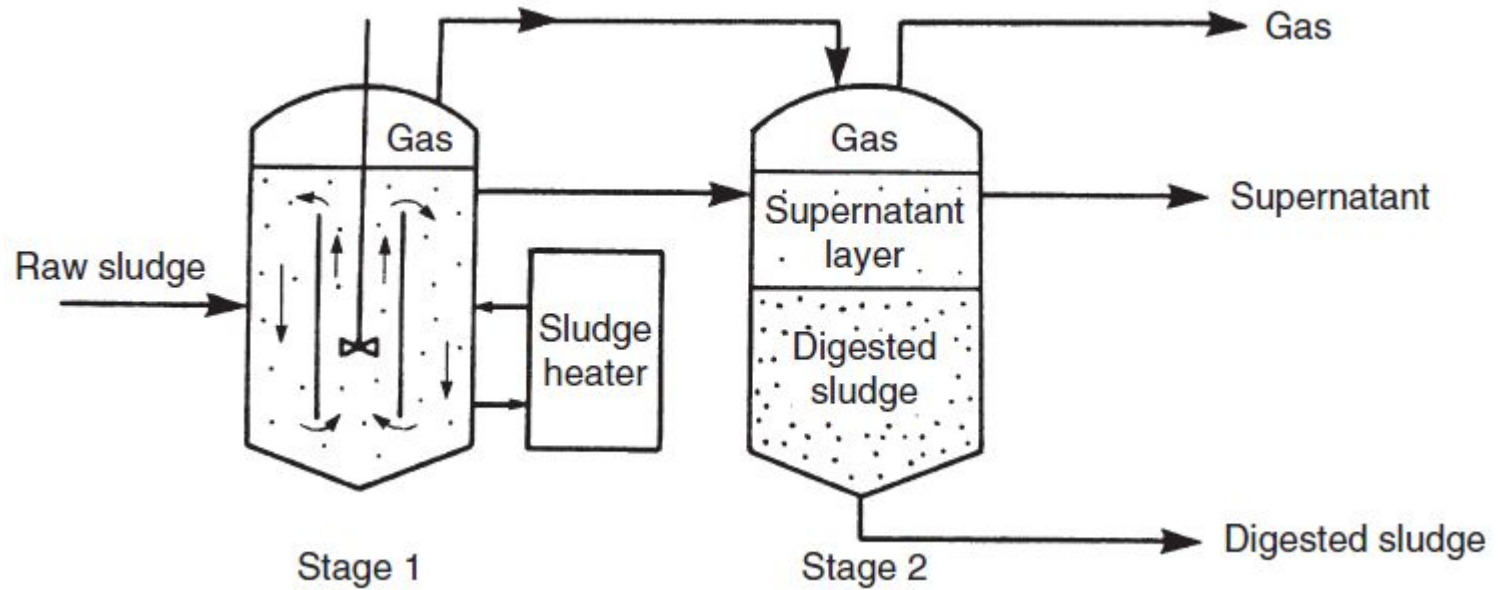 Gas
Gas
Gas
Supernatant
layer
Supernatant
Raw sludge
Sludge
heater
Digested
sludge
Digested sludge
Stage 1
Stage 2